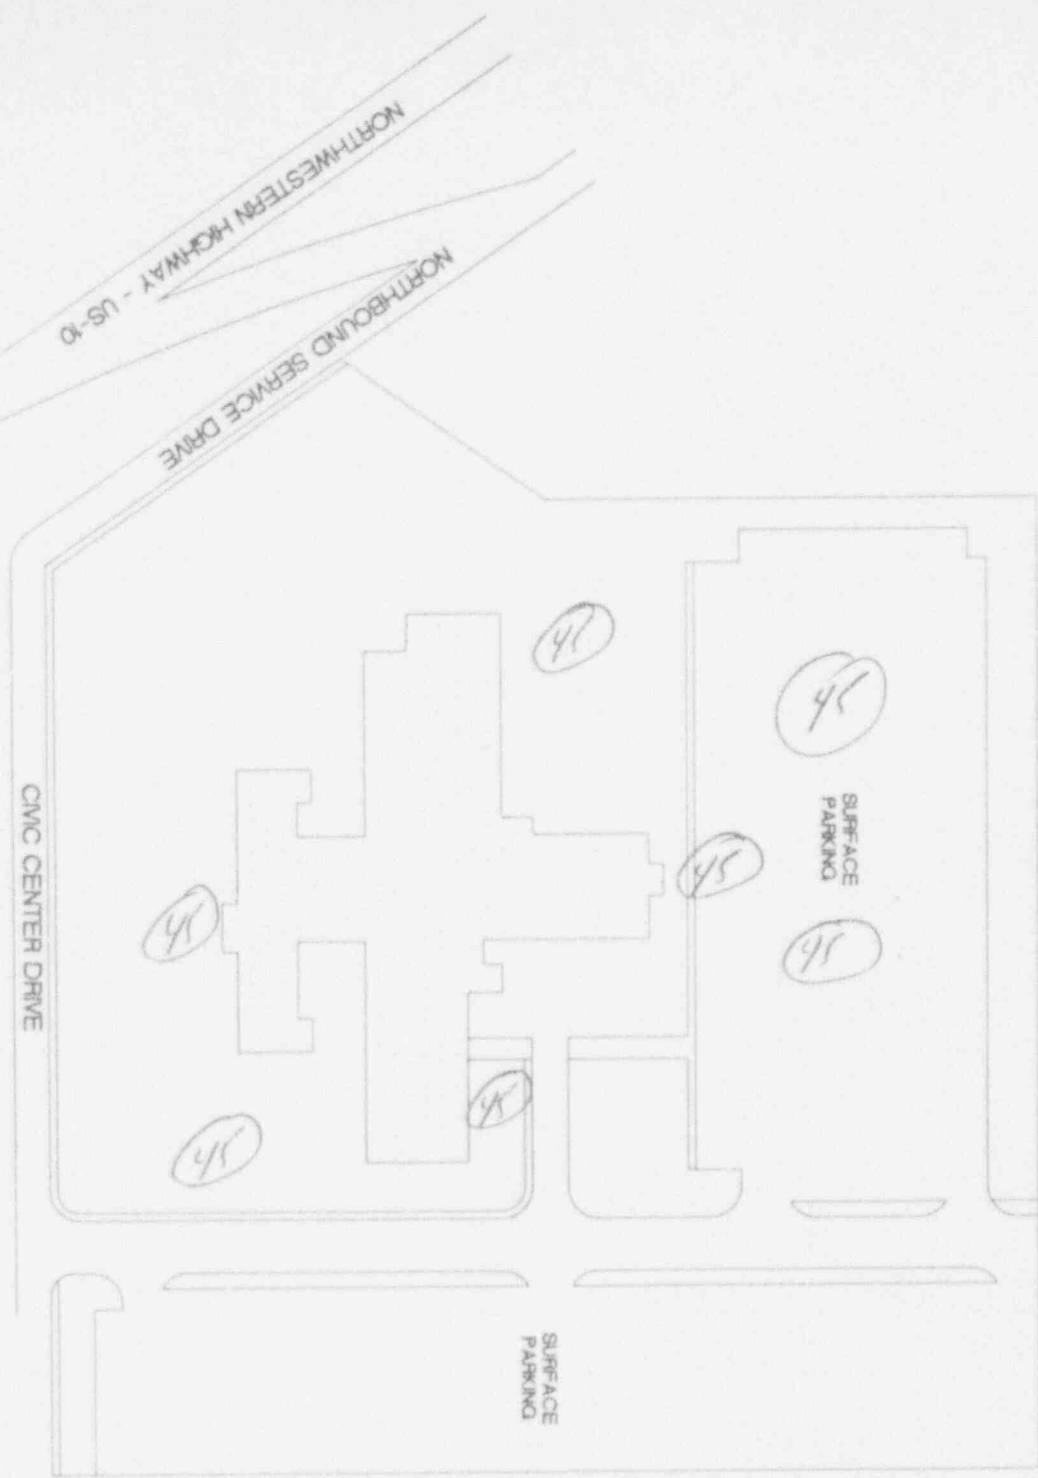 NORTHWESTERN HIGHWAY - US-10
NORTHBOUND SERVICE DRIVE
45
45
SURFACE
PARKING
45
45
45
45
45
CIVIC CENTER DRIVE
SURFACE
PARKING